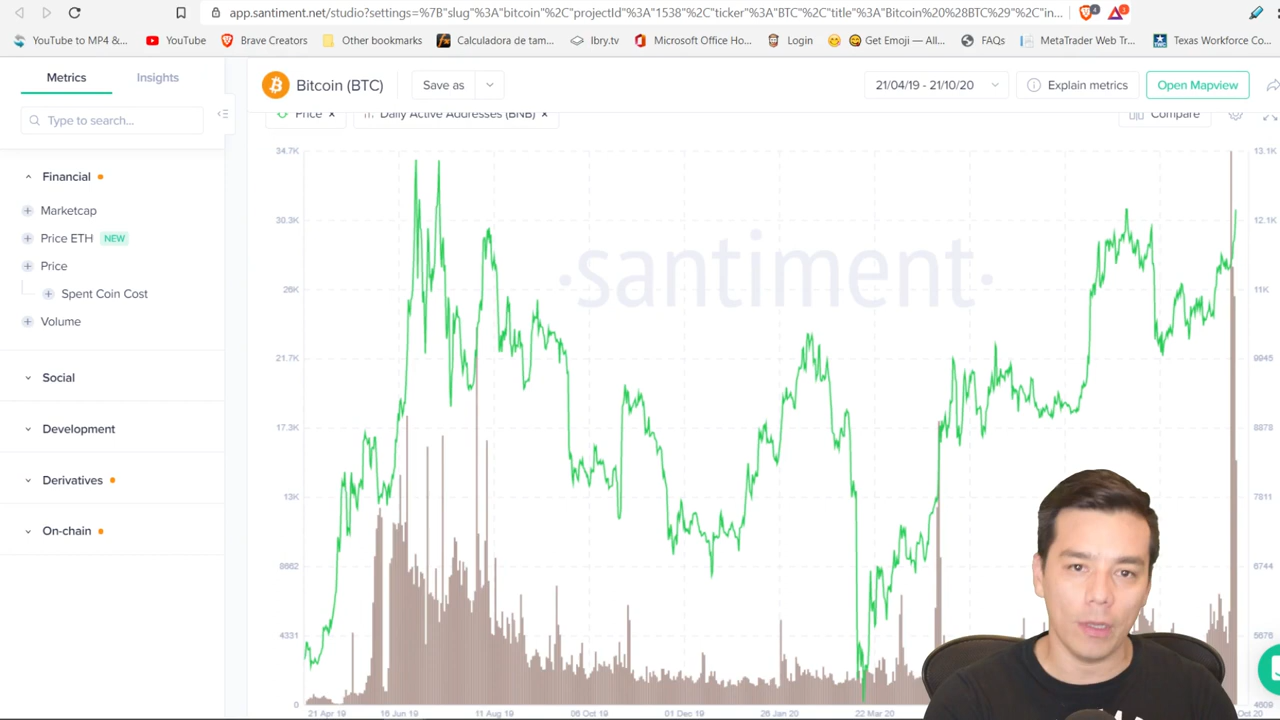 app.santiment.net/studio?settings=%7B"slug"%3A"bitcoin"%2C"projectId"%3A1538"%2C"ticker"%3A"BTC"%2C"title"%3A"Bitcoin%20%28BTC%29"%2C"in...
4
1
YouTube to MP4 &...
YouTube
Brave Creators
Other bookmarks
Calculadora de tam...
lbry.tv
Microsoft Office Ho...
Login
Get Emoji — All...
FAQs
MetaTrader Web Tr...
Texas Workforce Co...
Metrics
Insights
Bitcoin (BTC)
Save as
21/04/19 - 21/10/20
Explain metrics
Open Mapview
Type to search...
Price ×
Daily Active Addresses (BNB) ×
Compare
Financial
Marketcap
Price ETH NEW
Price
Spent Coin Cost
Volume
Social
Development
Derivatives
On-chain
·santiment·
34.7K
30.3K
26K
21.7K
17.3K
13K
8662
4331
0
13.1K
12.1K
11K
9945
8878
7811
6744
5676
4609
21 Apr 19
16 Jun 19
11 Aug 19
06 Oct 19
01 Dec 19
26 Jan 20
22 Mar 20
Oct 20